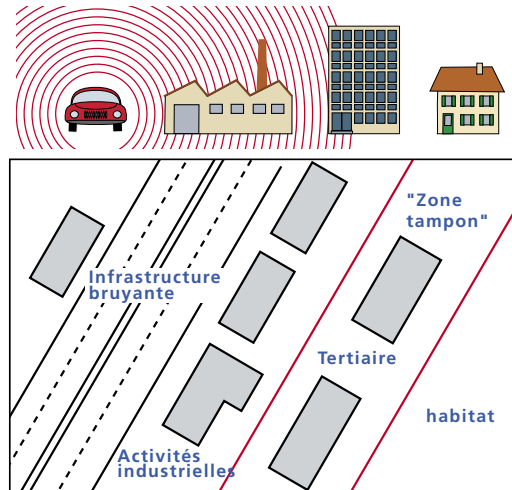 "Zone
tampon"
Infrastructure
bruyante
Tertiaire
habitat
Activités
industrielles